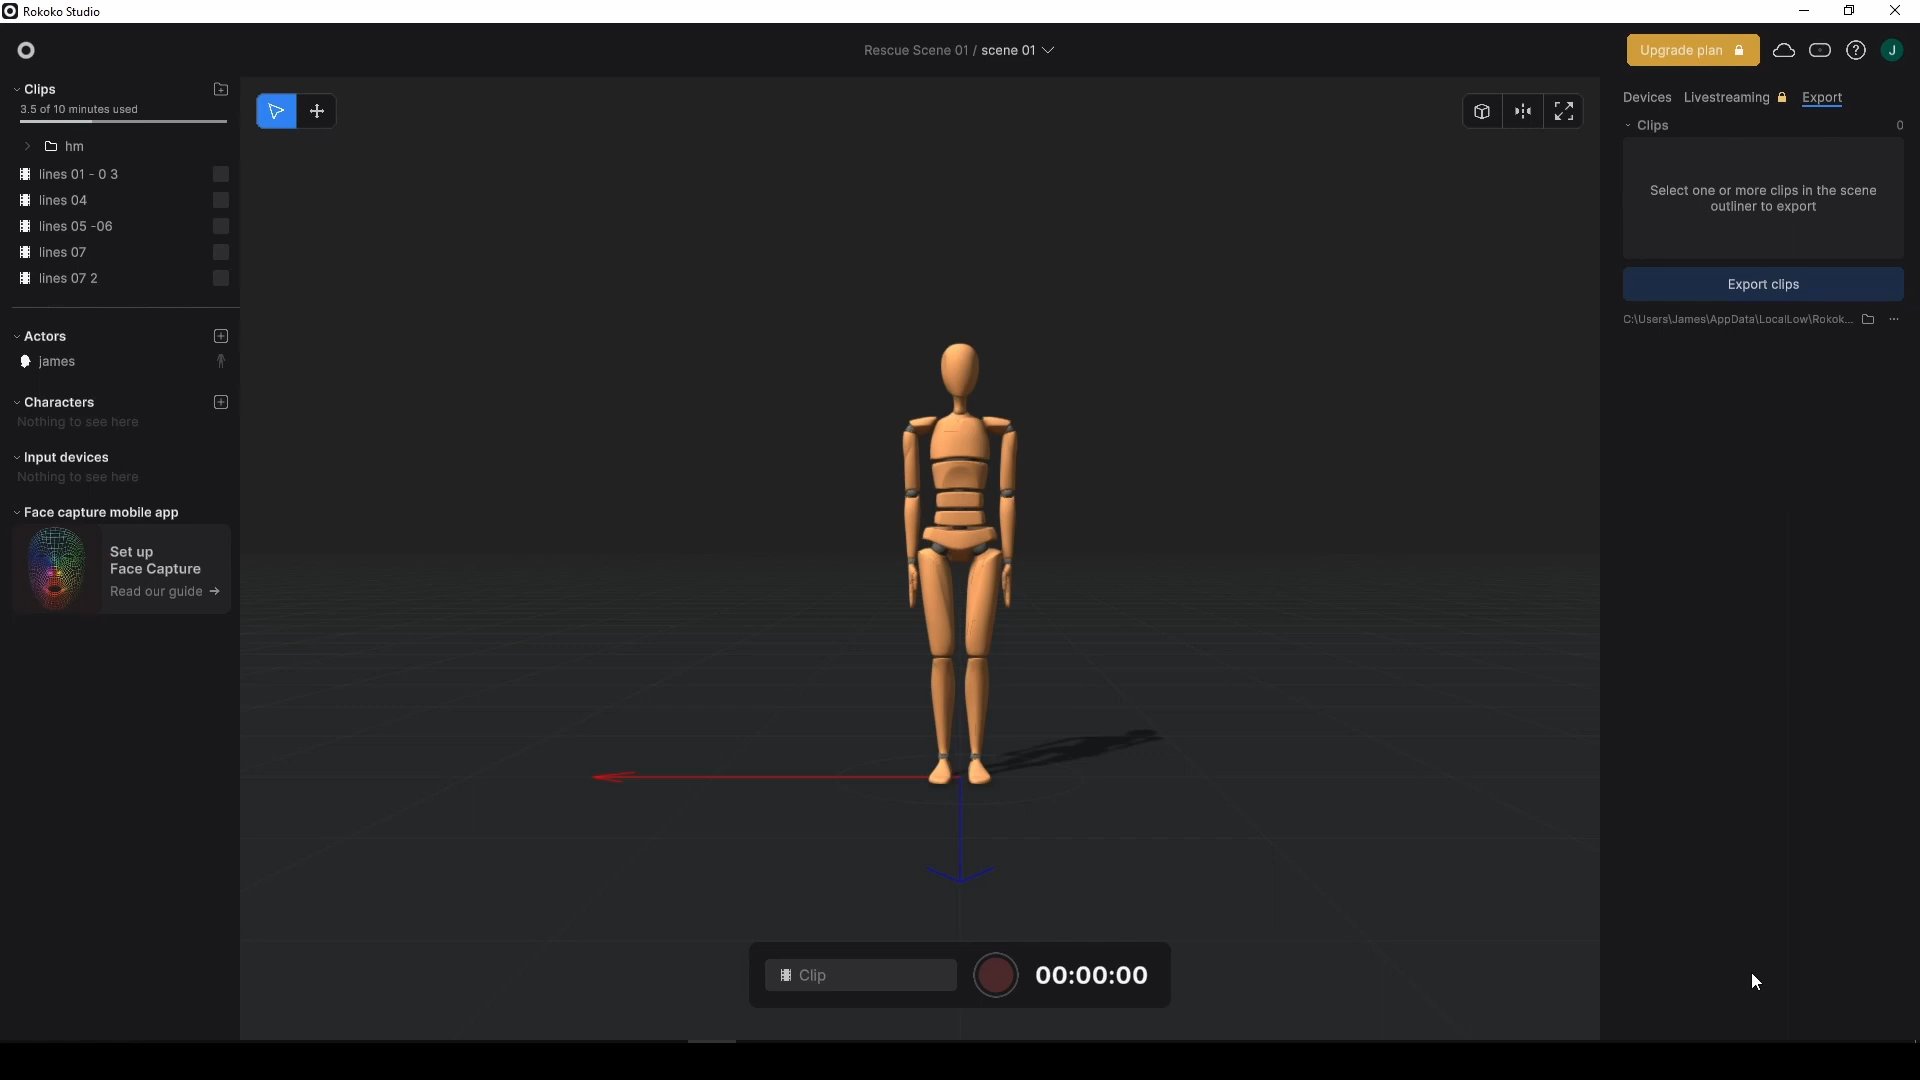 Rokoko Studio
Rescue Scene 01 / scene 01
Upgrade plan
J
Clips
3.5 of 10 minutes used
hm
lines 01 - 0 3
lines 04
lines 05 -06
lines 07
lines 07 2
Actors
james
Characters
Nothing to see here
Input devices
Nothing to see here
Face capture mobile app
Set up
Face Capture
Read our guide →
Clip
00:00:00
Devices Livestreaming Export
Clips 0
Select one or more clips in the scene
outliner to export
Export clips
C:\Users\James\AppData\LocalLow\Rokok...